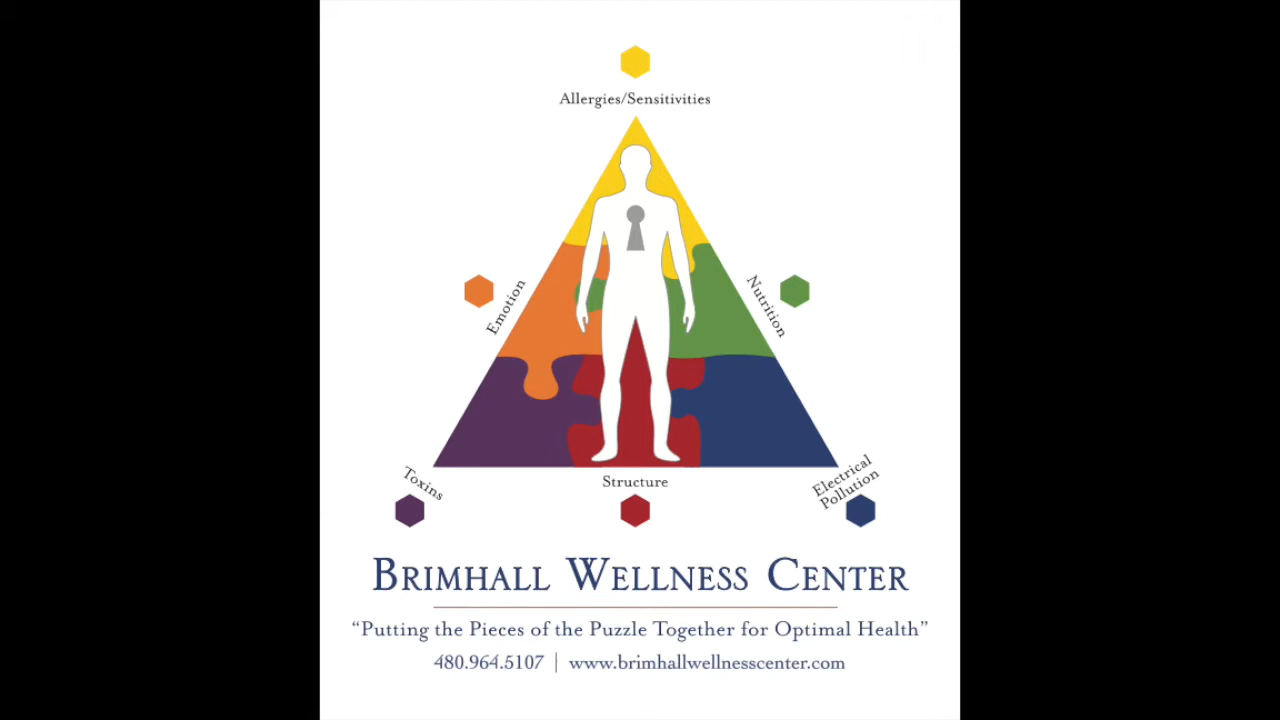 Allergies/Sensitivities
Emotion
Nutrition
Toxins
Structure
Electrical
Pollution
BRIMHALL WELLNESS CENTER
“Putting the Pieces of the Puzzle Together for Optimal Health”
480.964.5107 | www.brimhallwellnesscenter.com